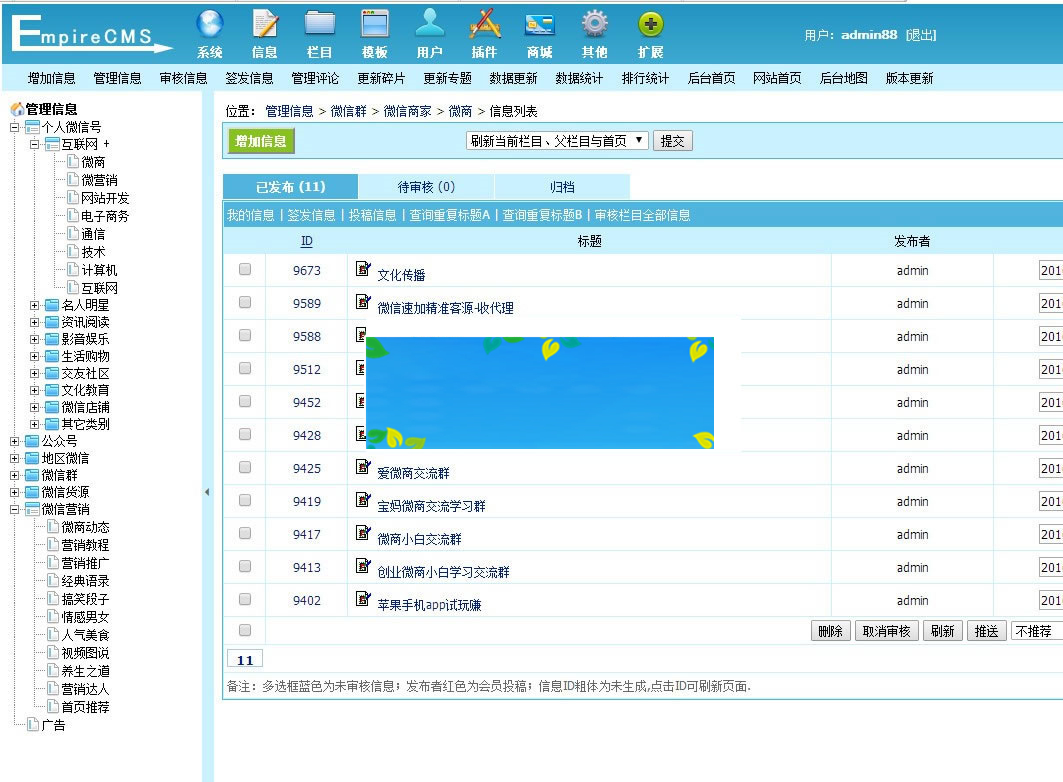 EmpireCMS
系统 信息 栏目 模板 用户 插件 商城 其他 扩展
用户: admin88 [退出]
增加信息 管理信息 审核信息 签发信息 管理评论 更新碎片 更新专题 数据更新 数据统计 排行统计 后台首页 网站首页 后台地图 版本更新
管理信息
个人微信号
互联网 +
微商
微营销
网站开发
电子商务
通信
技术
计算机
互联网
名人明星
资讯阅读
影音娱乐
生活购物
交友社区
文化教育
微信店铺
其它类别
公众号
地区微信
微信群
微信货源
微信营销
微商动态
营销教程
营销推广
经典语录
搞笑段子
情感男女
人气美食
视频图说
养生之道
营销达人
首页推荐
广告
位置: 管理信息 > 微信群 > 微信商家 > 微商 > 信息列表
增加信息 刷新当前栏目、父栏目与首页 提交
已发布 (11) 待审核 (0) 归档
我的信息 | 签发信息 | 投稿信息 | 查询重复标题A | 查询重复标题B | 审核栏目全部信息
ID 标题 发布者
9673 文化传播 admin 201
9589 微信速加精准客源-收代理 admin 201
9588 admin 201
9512 admin 201
9452 admin 201
9428 admin 201
9425 爱微商交流群 admin 201
9419 宝妈微商交流学习群 admin 201
9417 微商小白交流群 admin 201
9413 创业微商小白学习交流群 admin 201
9402 苹果手机app试玩赚 admin 201
删除 取消审核 刷新 推送 不推荐
11
备注：多选框蓝色为未审核信息；发布者红色为会员投稿；信息ID粗体为未生成,点击ID可刷新页面.